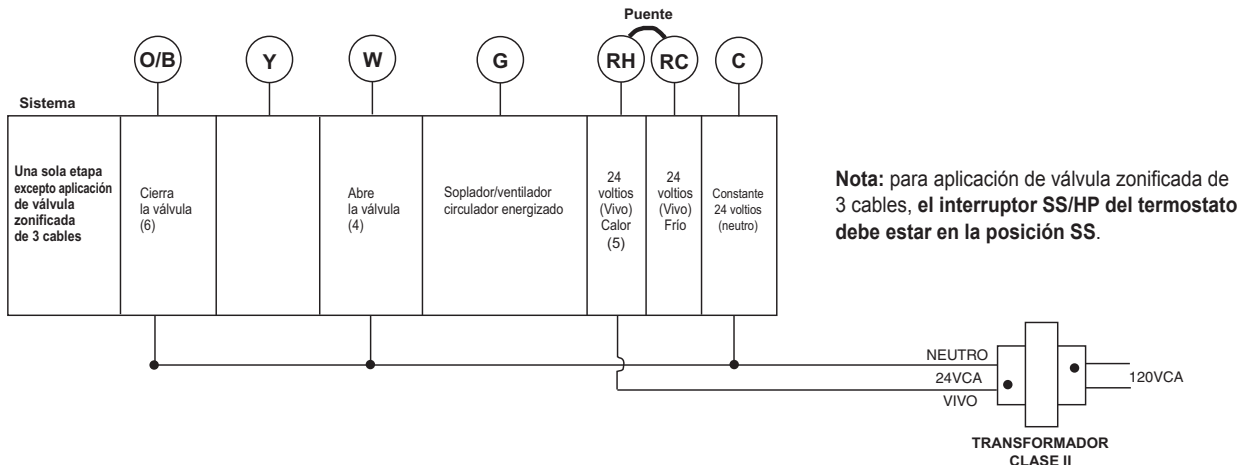 Puente
O/B
Y
W
G
RH
RC
C
Sistema
Una sola etapa
excepto aplicación
de válvula
zonificada
de 3 cables
Cierra
la válvula
(6)
Abre
la válvula
(4)
Soplador/ventilador
circulador energizado
24
voltios
(Vivo)
Calor
(5)
24
voltios
(Vivo)
Frío
Constante
24 voltios
(neutro)
Nota: para aplicación de válvula zonificada de
3 cables, el interruptor SS/HP del termostato
debe estar en la posición SS.
NEUTRO
24VCA
VIVO
120VCA
TRANSFORMADOR
CLASE II